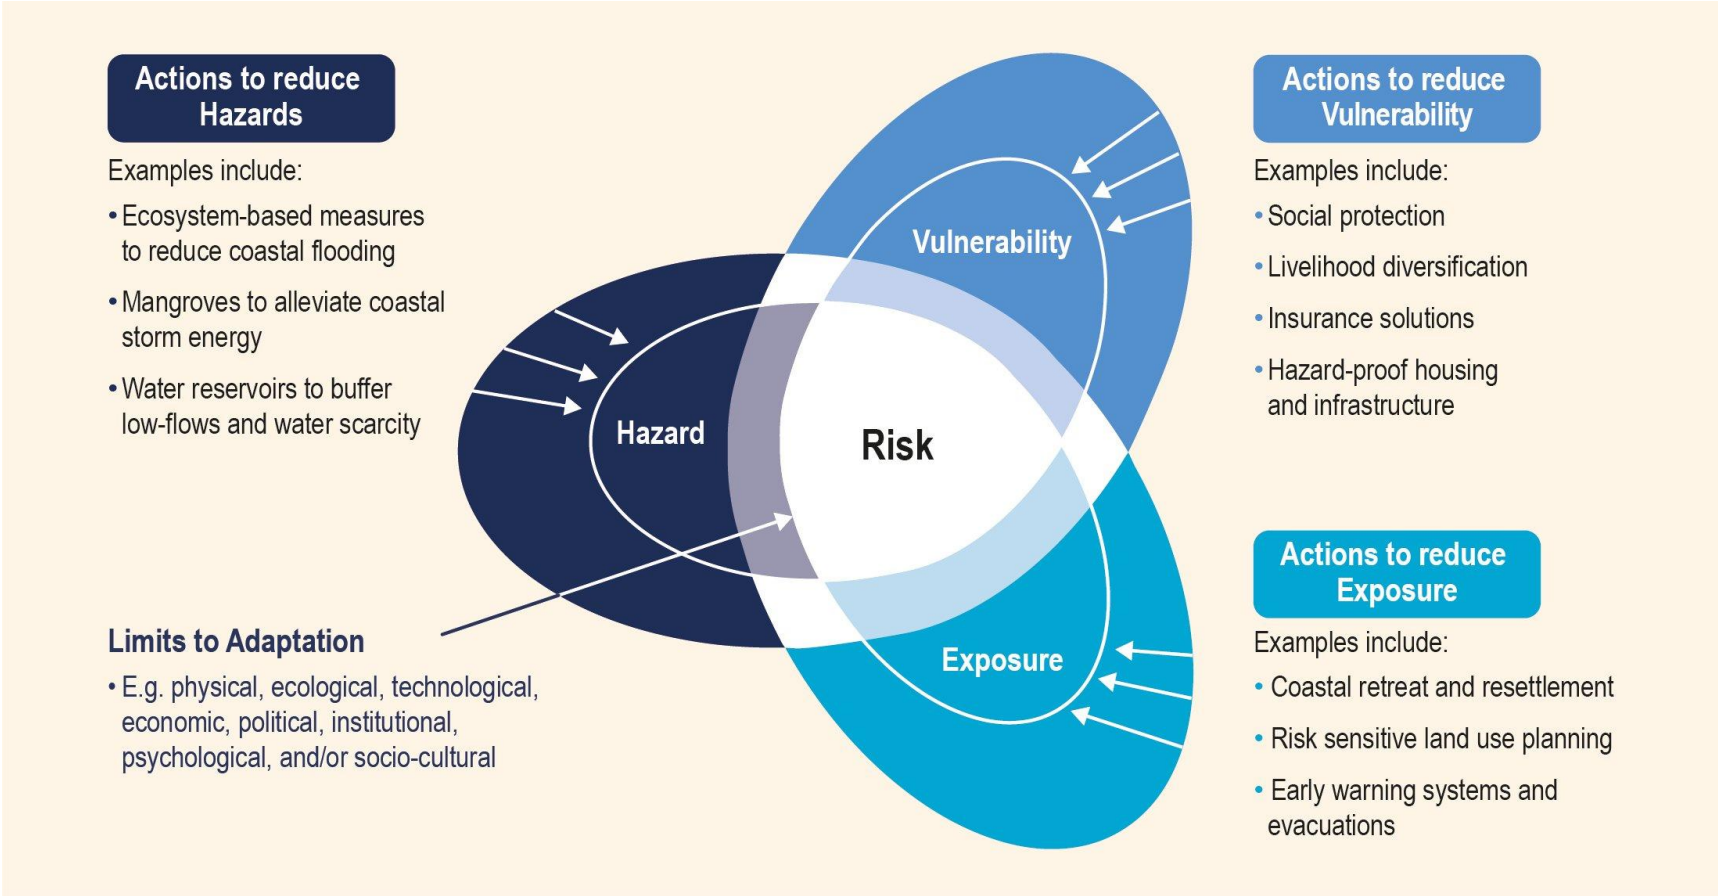 Actions to reduce
Hazards
Examples include:
• Ecosystem-based measures
to reduce coastal flooding
• Mangroves to alleviate coastal
storm energy
• Water reservoirs to buffer
low-flows and water scarcity
Limits to Adaptation
• E.g. physical, ecological, technological,
economic, political, institutional,
psychological, and/or socio-cultural
Vulnerability
Hazard
Risk
Exposure
Actions to reduce
Vulnerability
Examples include:
• Social protection
• Livelihood diversification
• Insurance solutions
• Hazard-proof housing
and infrastructure
Actions to reduce
Exposure
Examples include:
• Coastal retreat and resettlement
• Risk sensitive land use planning
• Early warning systems and
evacuations